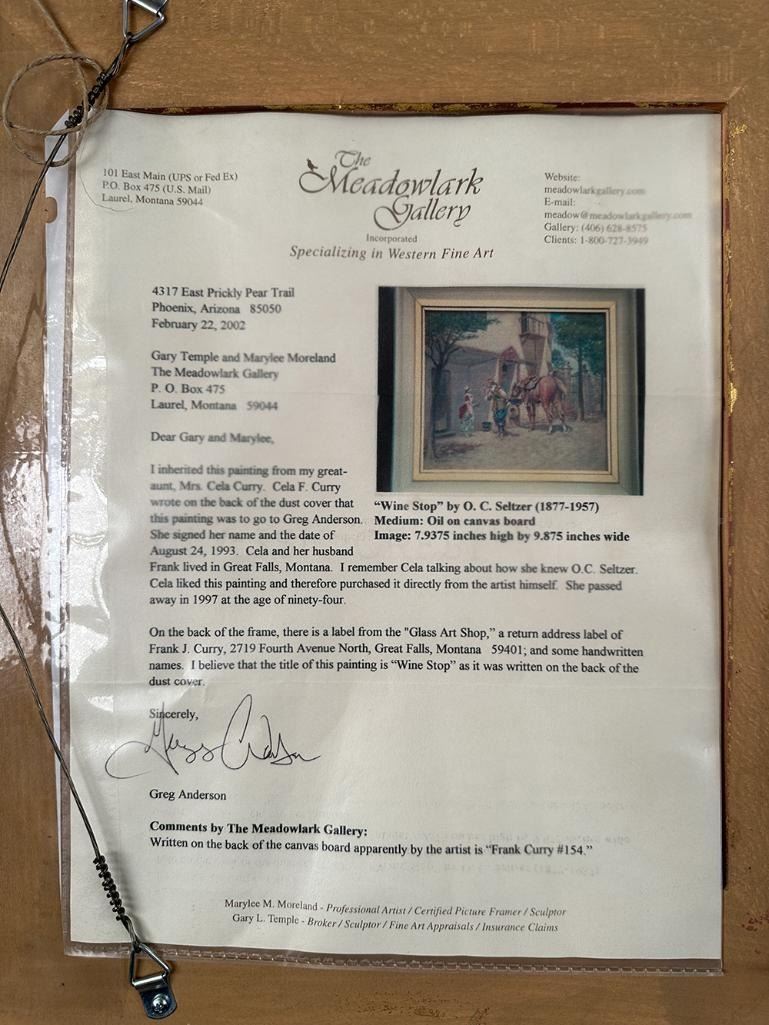 The
Meadowlark
Gallery
Incorporated
Specializing in Western Fine Art
101 East Main (UPS or Fed Ex)
P.O. Box 475 (U.S. Mail)
Laurel, Montana 59044
Website:
meadowlarkgallery.com
E-mail:
meadow@meadowlarkgallery.com
Gallery: (406) 628-8575
Clients: 1-800-727-3949
4317 East Prickly Pear Trail
Phoenix, Arizona 85050
February 22, 2002
Gary Temple and Marylee Moreland
The Meadowlark Gallery
P. O. Box 475
Laurel, Montana 59044
Dear Gary and Marylee,
I inherited this painting from my great-
aunt, Mrs. Cela Curry. Cela F. Curry
wrote on the back of the dust cover that
this painting was to go to Greg Anderson.
She signed her name and the date of
August 24, 1993. Cela and her husband
"Wine Stop" by O. C. Seltzer (1877-1957)
Medium: Oil on canvas board
Image: 7.9375 inches high by 9.875 inches wide
Frank lived in Great Falls, Montana. I remember Cela talking about how she knew O.C. Seltzer.
Cela liked this painting and therefore purchased it directly from the artist himself. She passed
away in 1997 at the age of ninety-four.
On the back of the frame, there is a label from the "Glass Art Shop," a return address label of
Frank J. Curry, 2719 Fourth Avenue North, Great Falls, Montana 59401; and some handwritten
names. I believe that the title of this painting is "Wine Stop" as it was written on the back of the
dust cover.
Sincerely,
Greg Anderson
Comments by The Meadowlark Gallery:
Written on the back of the canvas board apparently by the artist is "Frank Curry #154."
Marylee M. Moreland - Professional Artist / Certified Picture Framer / Sculptor
Gary L. Temple - Broker / Sculptor / Fine Art Appraisals / Insurance Claims